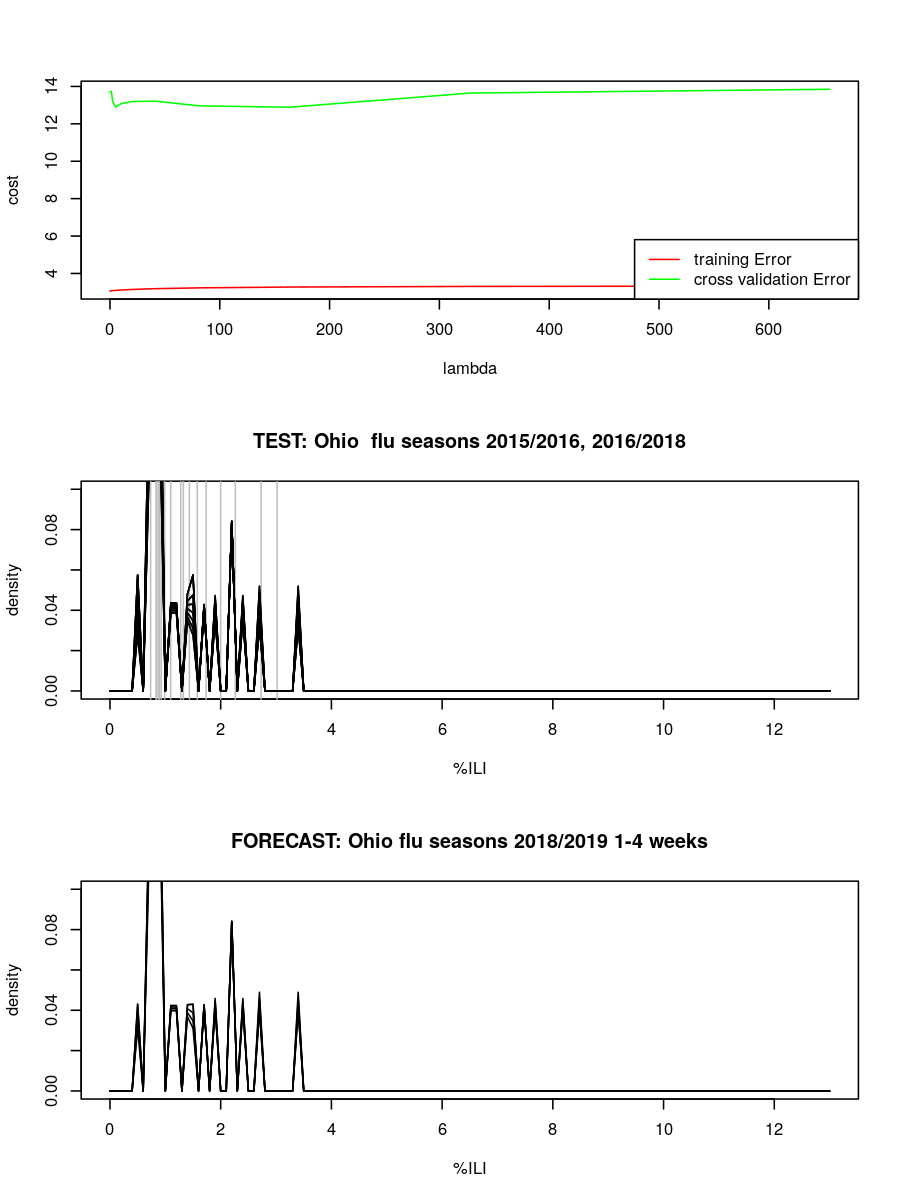 14
12
10
8
6
4
cost
training Error
cross validation Error
0 100 200 300 400 500 600
lambda
TEST: Ohio  flu seasons 2015/2016, 2016/2018
0.08
0.04
0.00
density
0 2 4 6 8 10 12
%ILI
FORECAST: Ohio flu seasons 2018/2019 1-4 weeks
0.08
0.04
0.00
density
0 2 4 6 8 10 12
%ILI